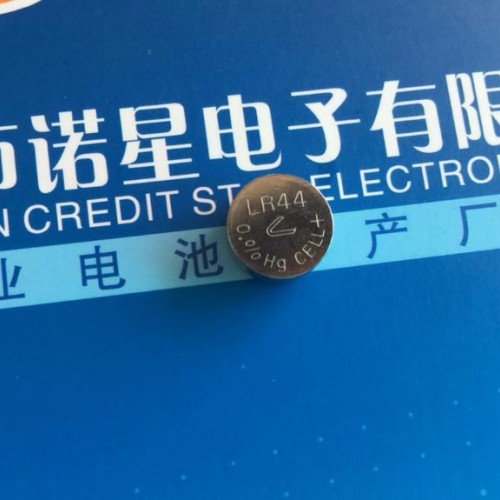 市诺星电子有限
N CREDIT ST ELECTRO
业 电 池 产 厂
LR44
0.0%Hg CELL+